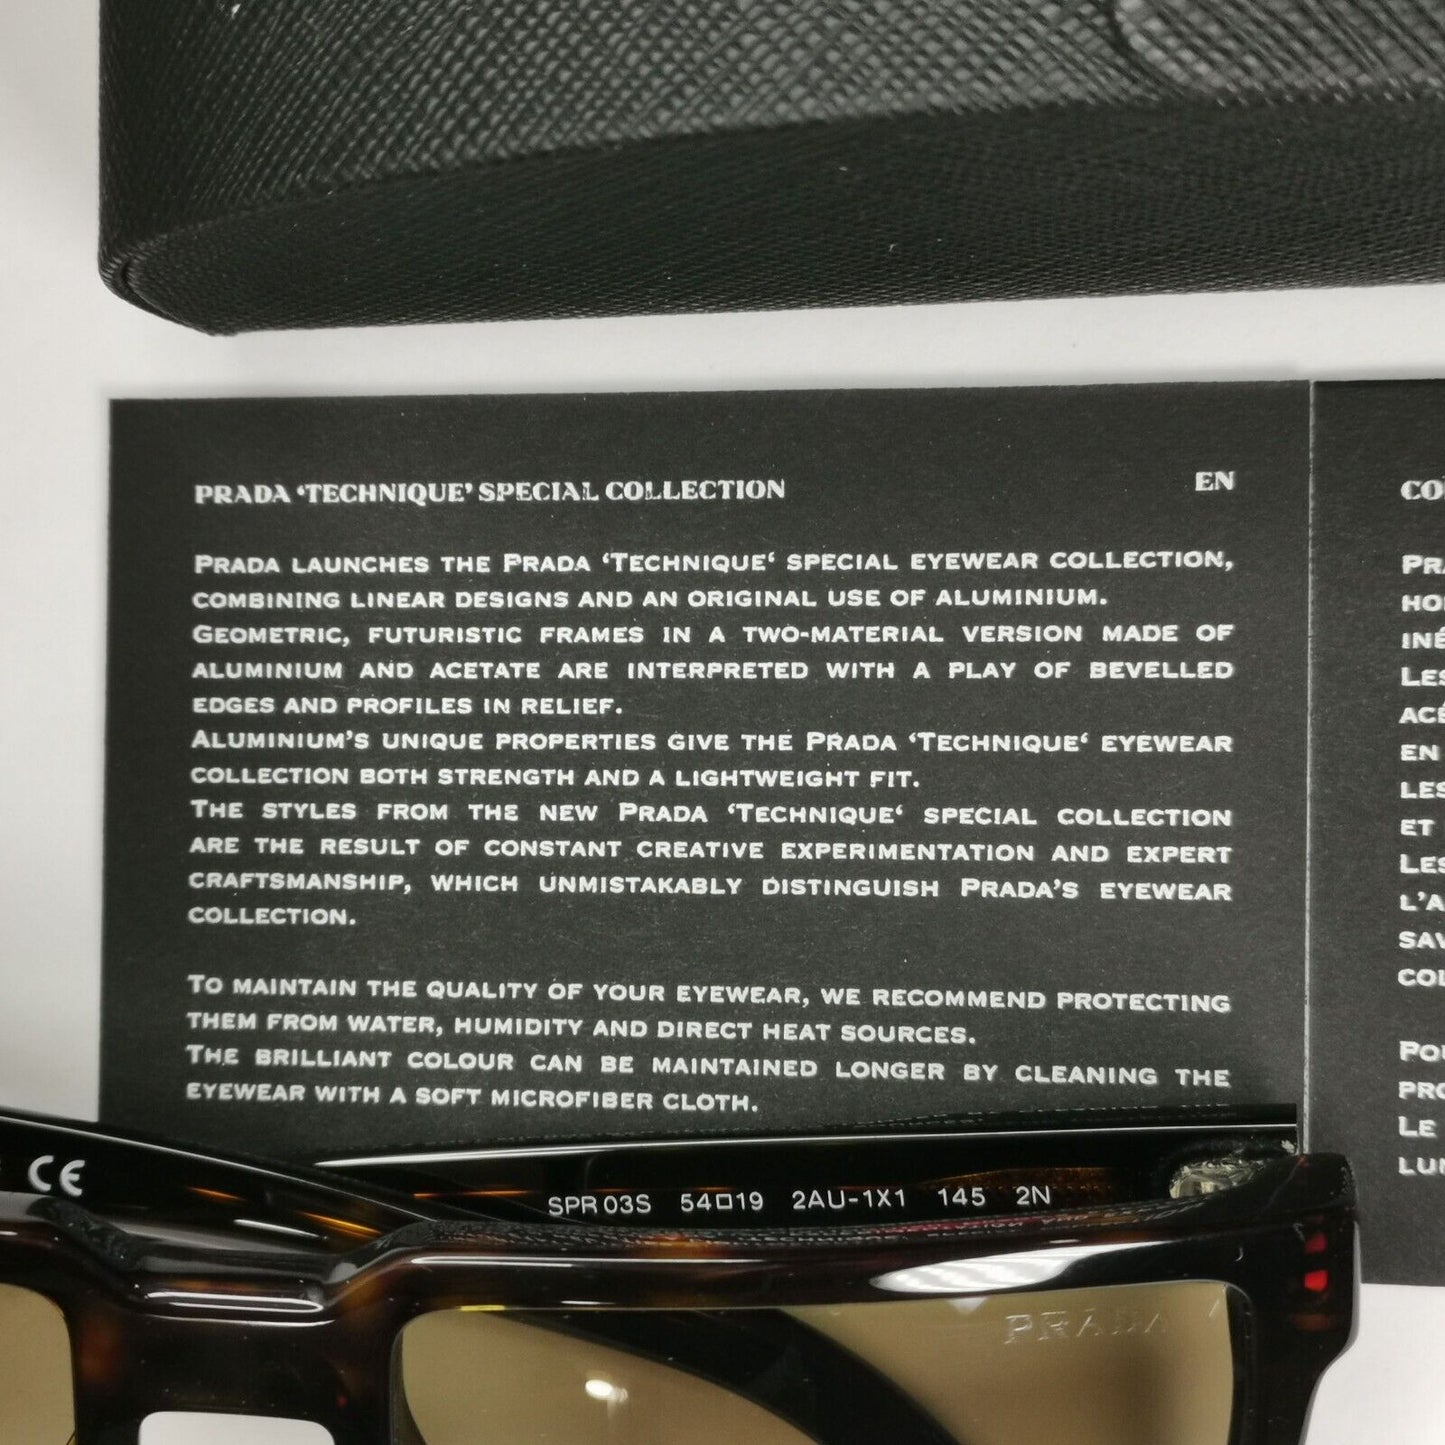 PRADA ‘TECHNIQUE’ SPECIAL COLLECTION
EN
PRADA LAUNCHES THE PRADA ‘TECHNIQUE‘ SPECIAL EYEWEAR COLLECTION,
COMBINING LINEAR DESIGNS AND AN ORIGINAL USE OF ALUMINIUM.
GEOMETRIC, FUTURISTIC FRAMES IN A TWO-MATERIAL VERSION MADE OF
ALUMINIUM AND ACETATE ARE INTERPRETED WITH A PLAY OF BEVELLED
EDGES AND PROFILES IN RELIEF.
ALUMINIUM’S UNIQUE PROPERTIES GIVE THE PRADA ‘TECHNIQUE‘ EYEWEAR
COLLECTION BOTH STRENGTH AND A LIGHTWEIGHT FIT.
THE STYLES FROM THE NEW PRADA ‘TECHNIQUE‘ SPECIAL COLLECTION
ARE THE RESULT OF CONSTANT CREATIVE EXPERIMENTATION AND EXPERT
CRAFTSMANSHIP, WHICH UNMISTAKABLY DISTINGUISH PRADA’S EYEWEAR
COLLECTION.
TO MAINTAIN THE QUALITY OF YOUR EYEWEAR, WE RECOMMEND PROTECTING
THEM FROM WATER, HUMIDITY AND DIRECT HEAT SOURCES.
THE BRILLIANT COLOUR CAN BE MAINTAINED LONGER BY CLEANING THE
EYEWEAR WITH A SOFT MICROFIBER CLOTH.
EN
ET
LES
LE
CE
SPR 03S 54□19 2AU-1X1 145 2N
PRADA